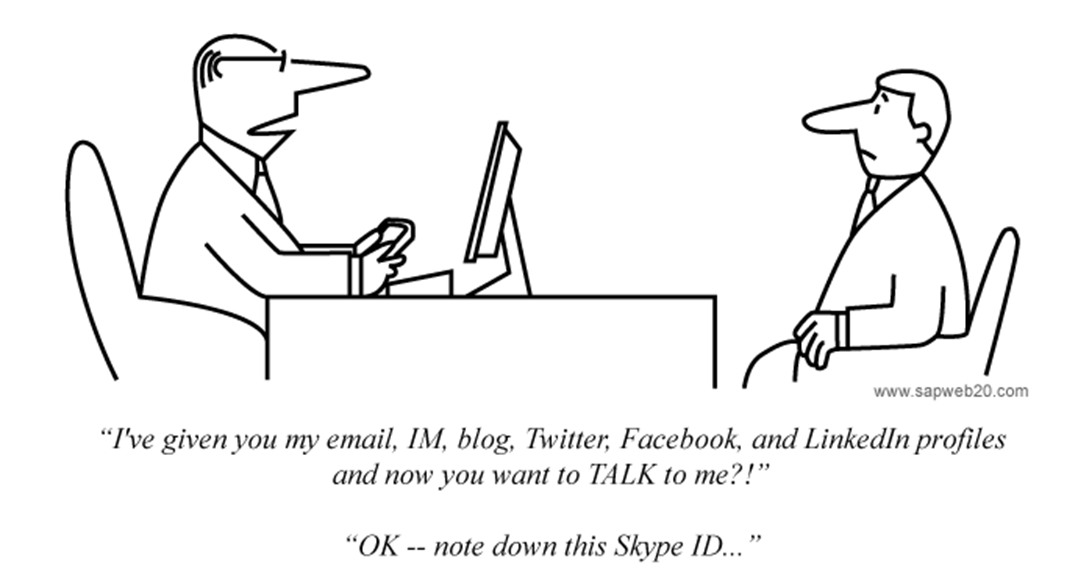 www.sapweb20.com
“I've given you my email, IM, blog, Twitter, Facebook, and LinkedIn profiles
and now you want to TALK to me?!”
“OK -- note down this Skype ID...”